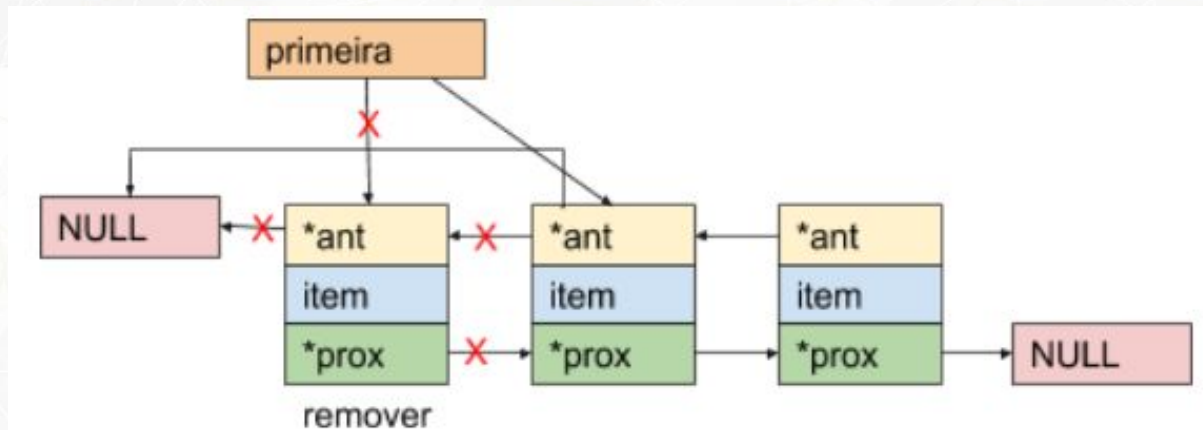 primeira
NULL
*ant
*ant
*ant
item
item
item
*prox
*prox
*prox
NULL
remover